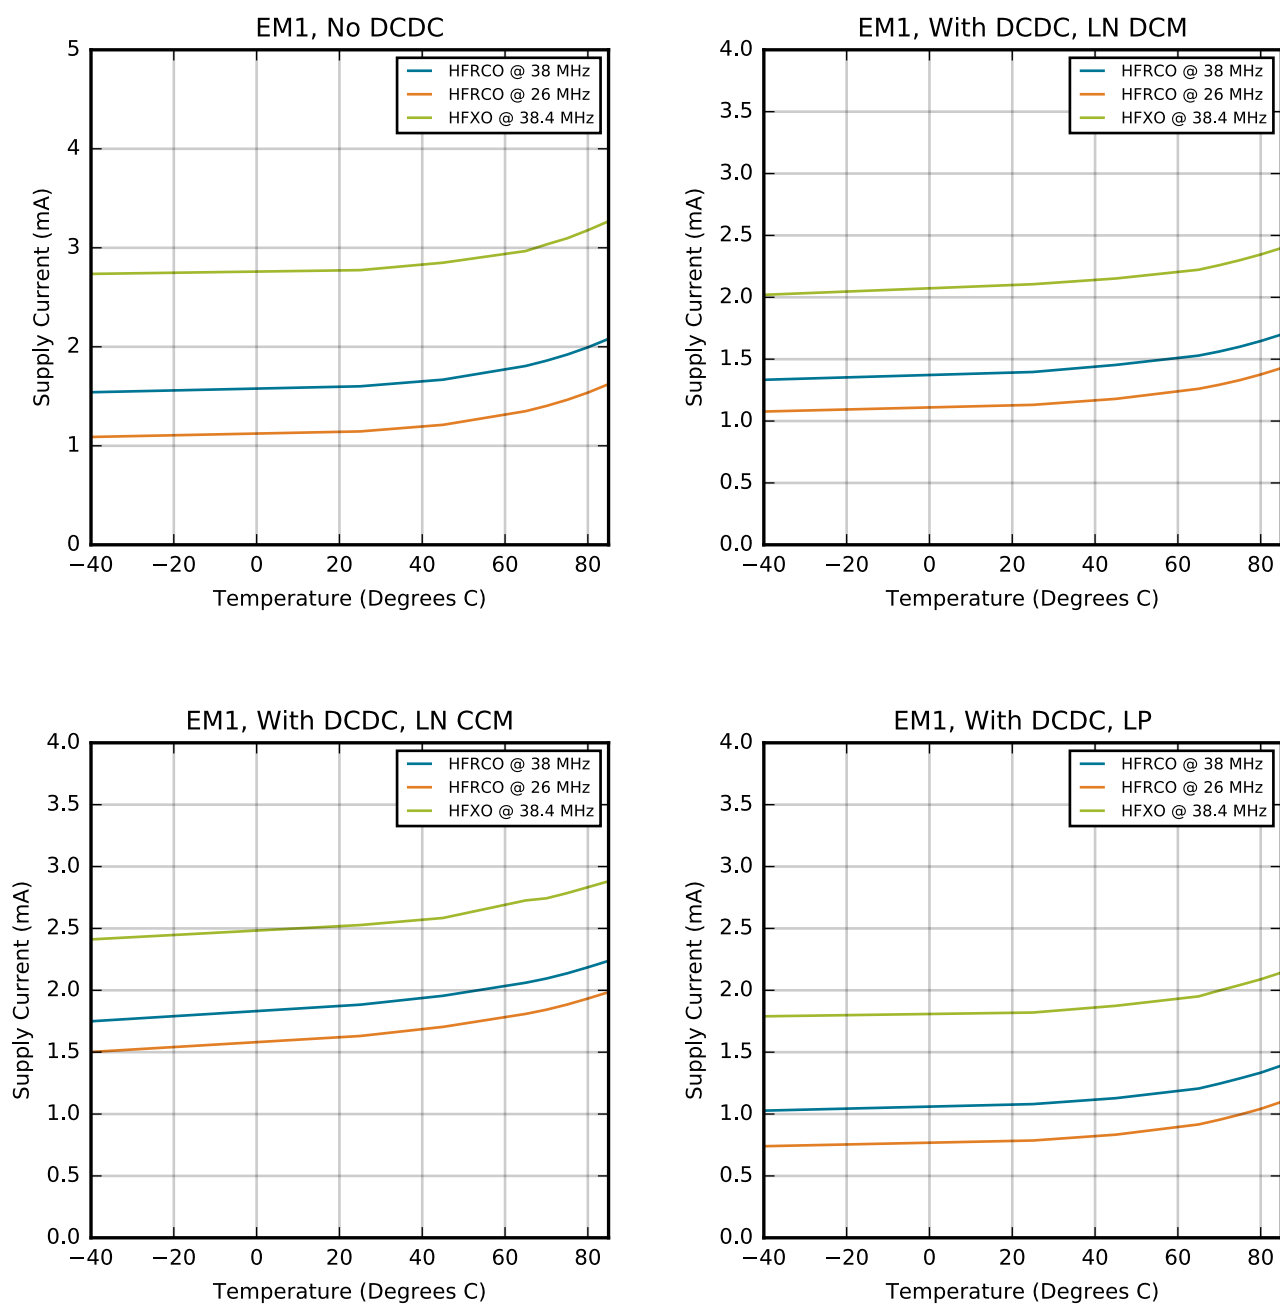 EM1, No DCDC
5
4
3
2
1
0
Supply Current (mA)
HFRCO @ 38 MHz
HFRCO @ 26 MHz
HFXO @ 38.4 MHz
−40 −20 0 20 40 60 80
Temperature (Degrees C)
EM1, With DCDC, LN DCM
4.0
3.5
3.0
2.5
2.0
1.5
1.0
0.5
0.0
Supply Current (mA)
HFRCO @ 38 MHz
HFRCO @ 26 MHz
HFXO @ 38.4 MHz
−40 −20 0 20 40 60 80
Temperature (Degrees C)
EM1, With DCDC, LN CCM
4.0
3.5
3.0
2.5
2.0
1.5
1.0
0.5
0.0
Supply Current (mA)
HFRCO @ 38 MHz
HFRCO @ 26 MHz
HFXO @ 38.4 MHz
−40 −20 0 20 40 60 80
Temperature (Degrees C)
EM1, With DCDC, LP
4.0
3.5
3.0
2.5
2.0
1.5
1.0
0.5
0.0
Supply Current (mA)
HFRCO @ 38 MHz
HFRCO @ 26 MHz
HFXO @ 38.4 MHz
−40 −20 0 20 40 60 80
Temperature (Degrees C)